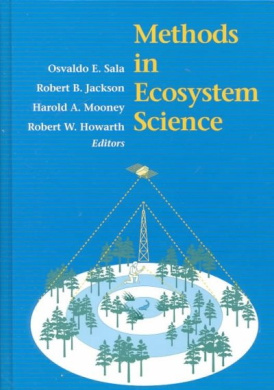 Methods
in
Ecosystem
Science
Osvaldo E. Sala
Robert B. Jackson
Harold A. Mooney
Robert W. Howarth
Editors